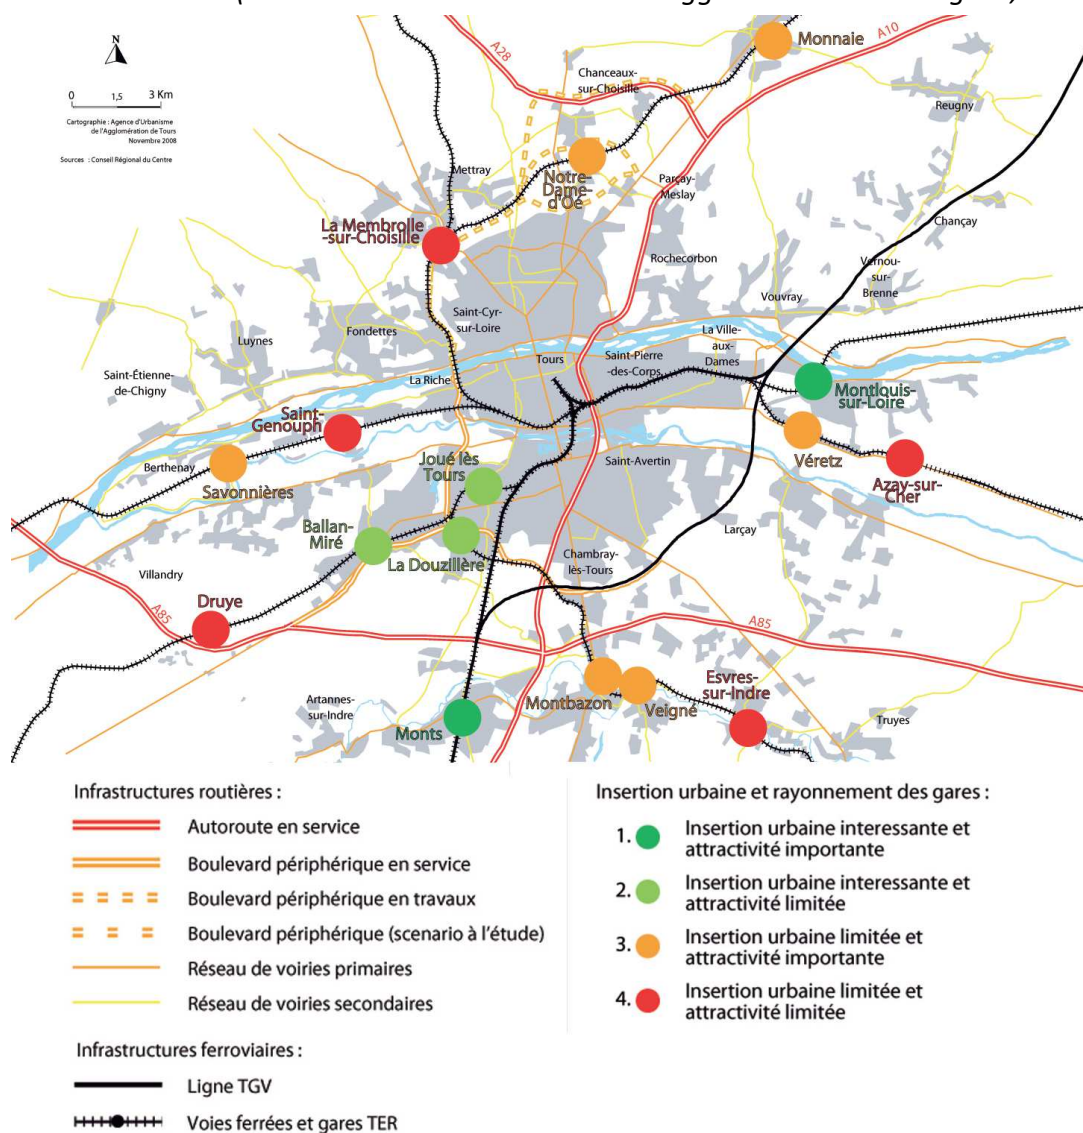 N
A28
A10
Monnaie
Chanceaux-
sur-Choisille
Reugny
0 1,5 3 Km
Cartographie : Agence d'Urbanisme
de l'Agglomération de Tours
Novembre 2008
Sources : Conseil Régional du Centre
Mettray
Notre-
Dame-
d'Oé
Parçay-
Meslay
Chançay
La Membrolle
-sur-Choisille
Rochecorbon
Vernou-
sur-
Brenne
Vouvray
Saint-Cyr-
sur-Loire
Fondettes
Luynes
La Ville-
aux-
Dames
Tours
Saint-Pierre
-des-Corps
Saint-Étienne-
de-Chigny
La Riche
Montlouis-
sur-Loire
Saint-
Genouph
Véretz
Joué lès
Tours
Saint-Avertin
Berthenay
Savonnières
Azay-sur-
Cher
Ballan-
Miré
Larçay
La Douzillère
Chambray-
lès-Tours
Villandry
Druye
A85
A85
Esvres-
sur-Indre
Artannes-
sur-Indre
Montbazon
Veigné
Truyes
Monts
Infrastructures routières :
Autoroute en service
Boulevard périphérique en service
Boulevard périphérique en travaux
Boulevard périphérique (scenario à l'étude)
Réseau de voiries primaires
Réseau de voiries secondaires
Infrastructures ferroviaires :
Ligne TGV
Voies ferrées et gares TER
Insertion urbaine et rayonnement des gares :
1. Insertion urbaine interessante et
attractivité importante
2. Insertion urbaine interessante et
attractivité limitée
3. Insertion urbaine limitée et
attractivité importante
4. Insertion urbaine limitée et
attractivité limitée